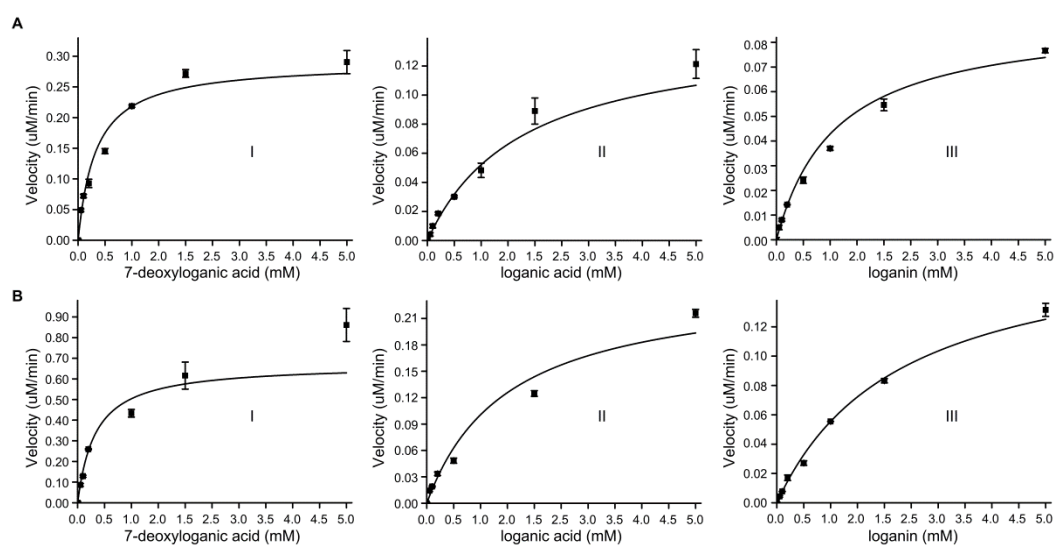 A
Velocity (uM/min)
0.30
0.25
0.20
0.15
0.10
0.05
0.00
I
0.0 0.5 1.0 1.5 2.0 2.5 3.0 3.5 4.0 4.5 5.0
7-deoxyloganic acid (mM)
Velocity (uM/min)
0.12
0.10
0.08
0.06
0.04
0.02
0.00
II
0.0 0.5 1.0 1.5 2.0 2.5 3.0 3.5 4.0 4.5 5.0
loganic acid (mM)
Velocity (uM/min)
0.08
0.07
0.06
0.05
0.04
0.03
0.02
0.01
0.00
III
0.0 0.5 1.0 1.5 2.0 2.5 3.0 3.5 4.0 4.5 5.0
loganin (mM)
B
Velocity (uM/min)
0.90
0.80
0.70
0.60
0.50
0.40
0.30
0.20
0.10
0.00
I
0.0 0.5 1.0 1.5 2.0 2.5 3.0 3.5 4.0 4.5 5.0
7-deoxyloganic acid (mM)
Velocity (uM/min)
0.21
0.18
0.15
0.12
0.09
0.06
0.03
0.00
II
0.0 0.5 1.0 1.5 2.0 2.5 3.0 3.5 4.0 4.5 5.0
loganic acid (mM)
Velocity (uM/min)
0.12
0.10
0.08
0.06
0.04
0.02
0.00
III
0.0 0.5 1.0 1.5 2.0 2.5 3.0 3.5 4.0 4.5 5.0
loganin (mM)